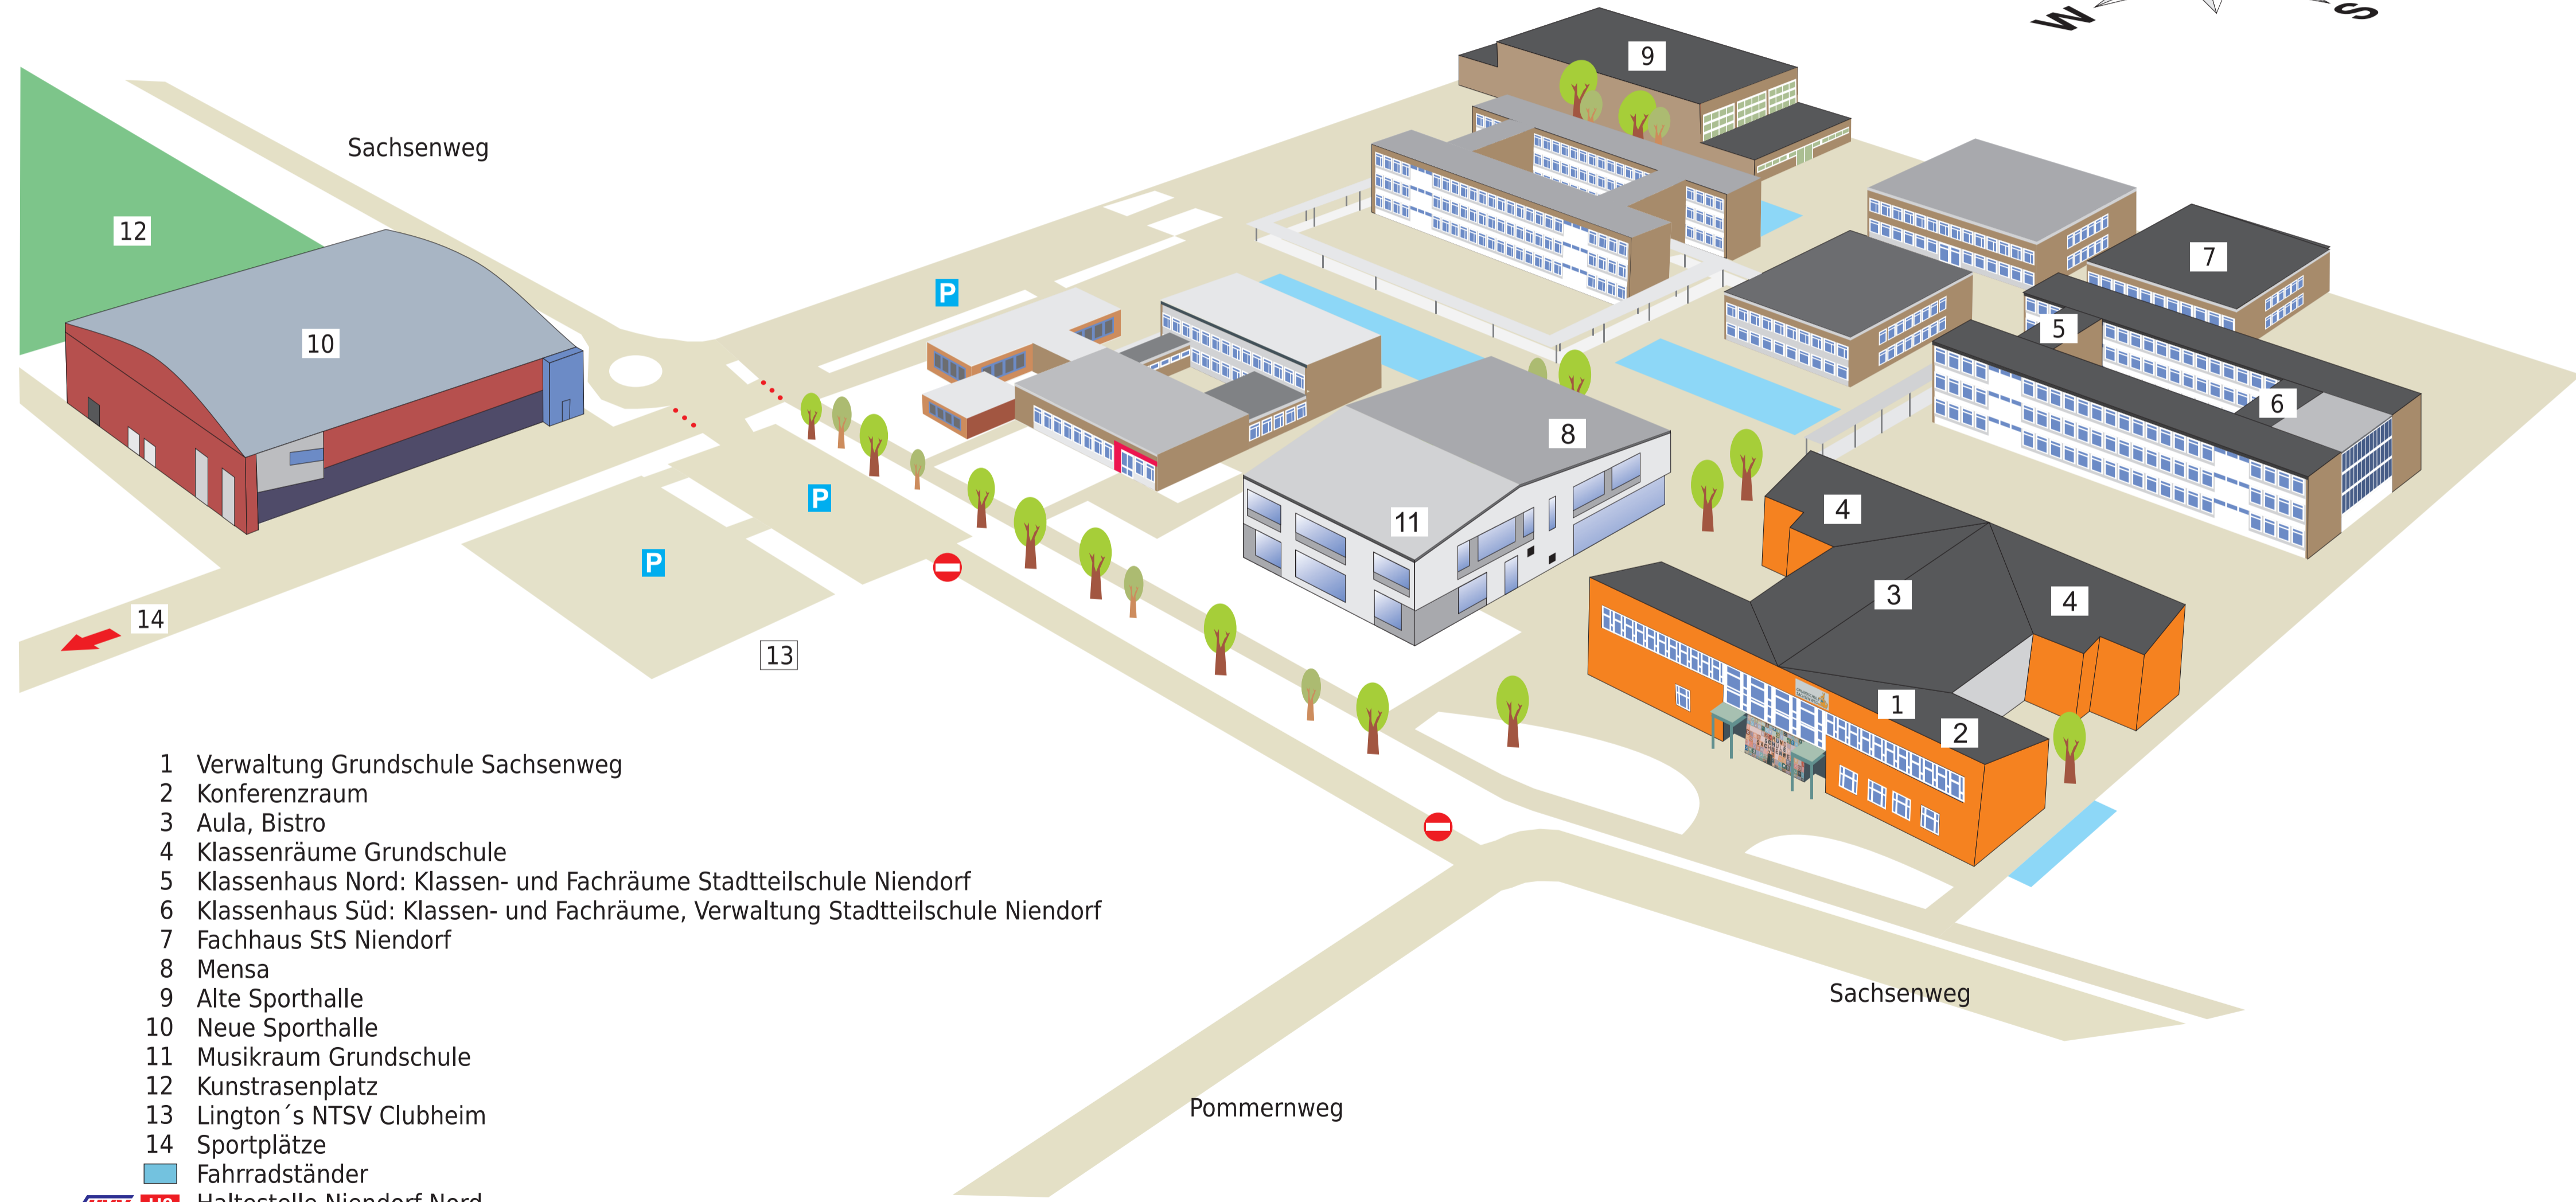 W
S
9
Sachsenweg
12
7
P
5
10
6
8
P
4
11
P
3
4
14
13
1
2
1 Verwaltung Grundschule Sachsenweg
2 Konferenzraum
3 Aula, Bistro
4 Klassenräume Grundschule
5 Klassenhaus Nord: Klassen- und Fachräume Stadtteilschule Niendorf
6 Klassenhaus Süd: Klassen- und Fachräume, Verwaltung Stadtteilschule Niendorf
7 Fachhaus StS Niendorf
8 Mensa
9 Alte Sporthalle
10 Neue Sporthalle
11 Musikraum Grundschule
12 Kunstrasenplatz
13 Lington´s NTSV Clubheim
14 Sportplätze
Fahrradständer
Haltestelle Niendorf Nord
Sachsenweg
Pommernweg